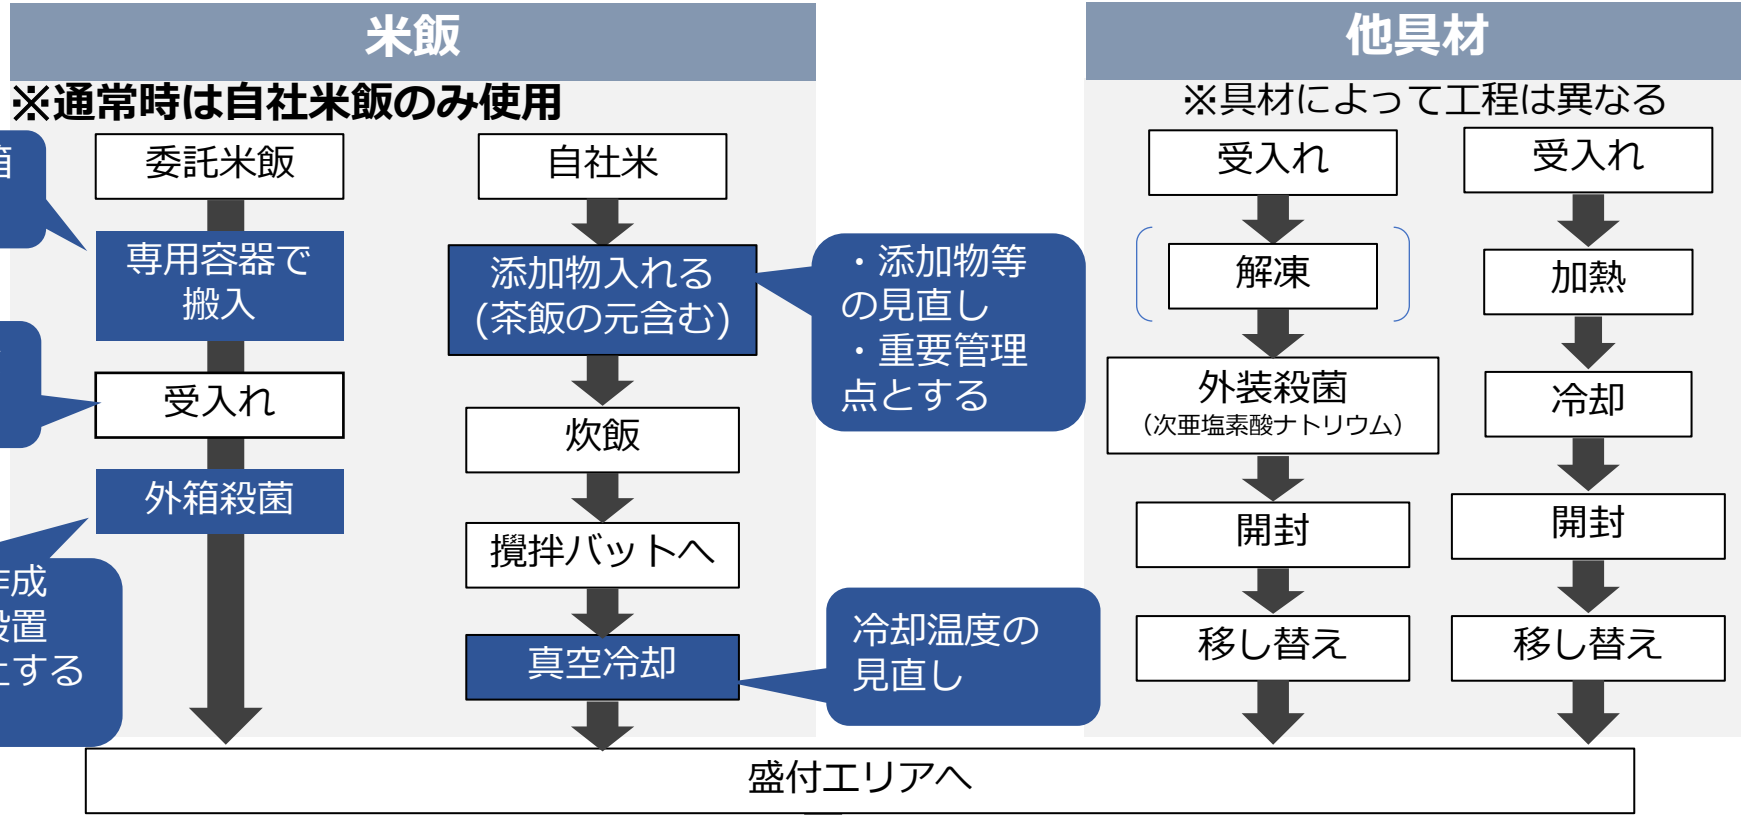 米飯
※通常時は自社米飯のみ使用
委託米飯
専用容器で
搬入
受入れ
外箱殺菌
成
置
する
自社米
添加物入れる
(茶飯の元含む)
炊飯
攪拌バットへ
真空冷却
・添加物等
の見直し
・重要管理
点とする
冷却温度の
見直し
他具材
※具材によって工程は異なる
受入れ
解凍
外装殺菌
(次亜塩素酸ナトリウム)
開封
移し替え
受入れ
加熱
冷却
開封
移し替え
盛付エリアへ